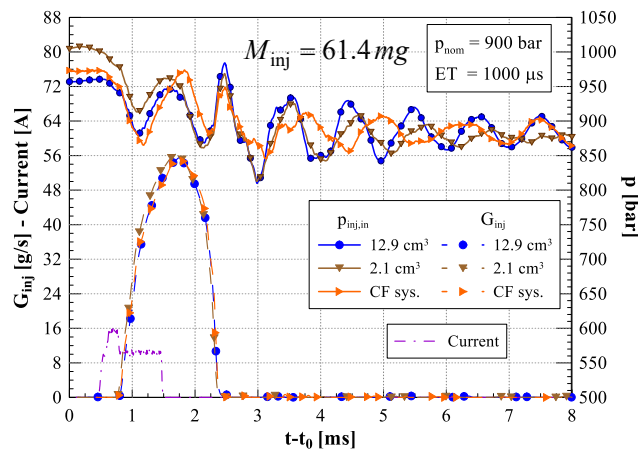 88
80
72
64
56
48
40
32
24
16
8
0
G_inj [g/s] - Current [A]
1050
1000
950
900
850
800
750
700
650
600
550
500
p [bar]
M_inj = 61.4 mg
p_nom = 900 bar
ET = 1000 µs
p_inj,in G_inj
12.9 cm³ 12.9 cm³
2.1 cm³ 2.1 cm³
CF sys. CF sys.
Current
0 1 2 3 4 5 6 7 8
t-t_0 [ms]